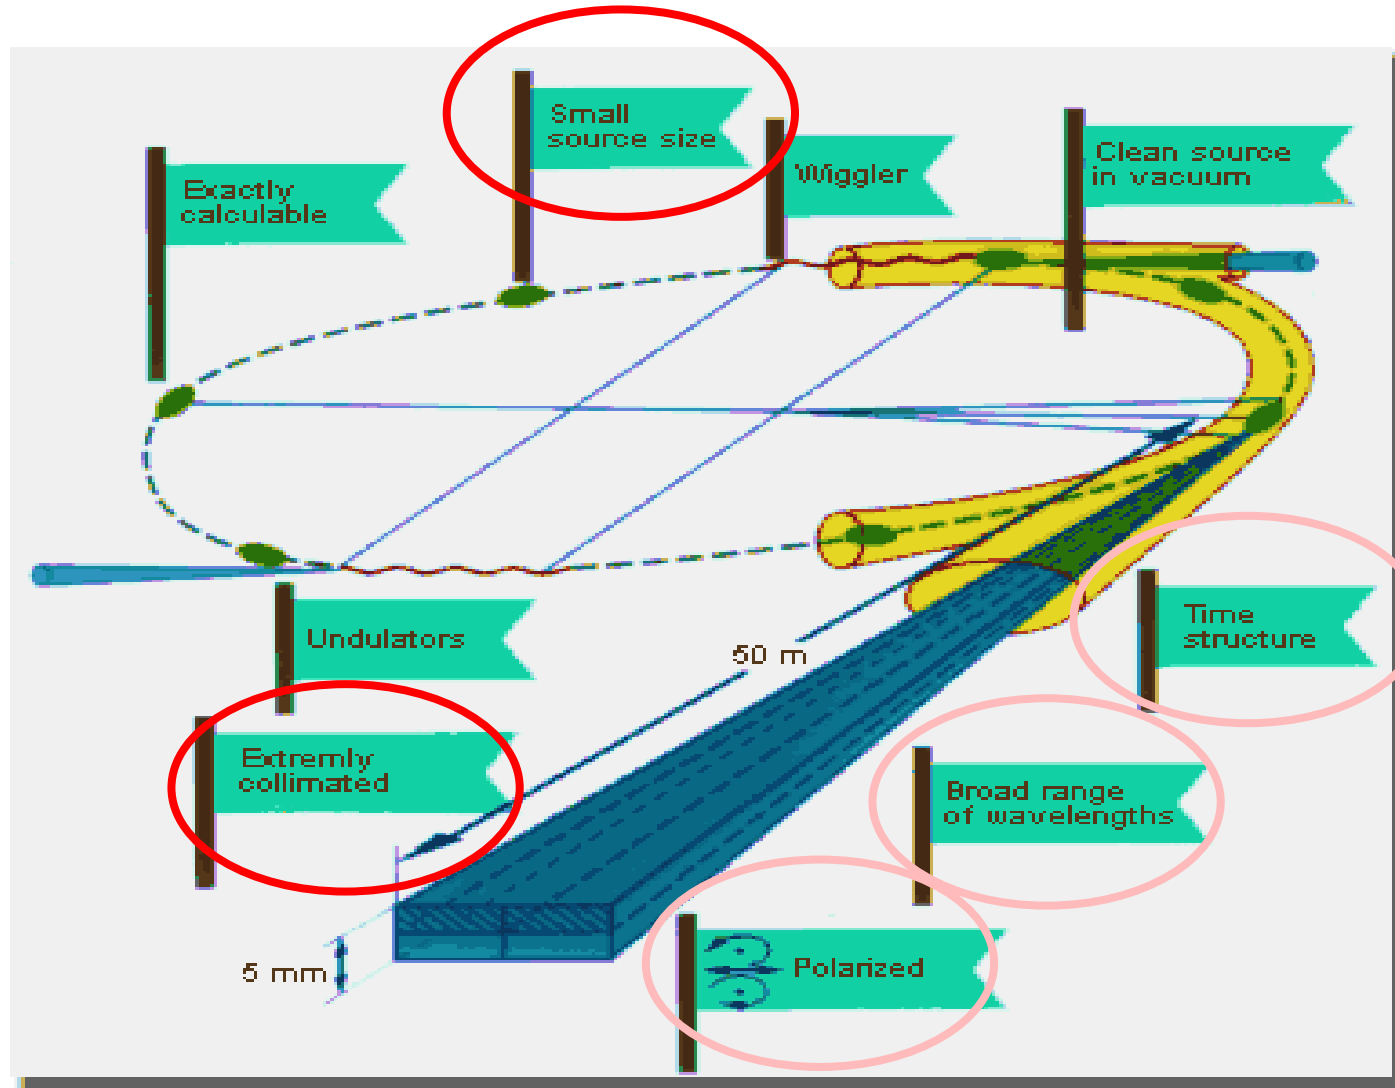 Small
source size
Wiggler
Clean source
in vacuum
Exactly
calculable
Undulators
50 m
Time
structure
Extremly
collimated
Broad range
of wavelengths
Polarized
5 mm